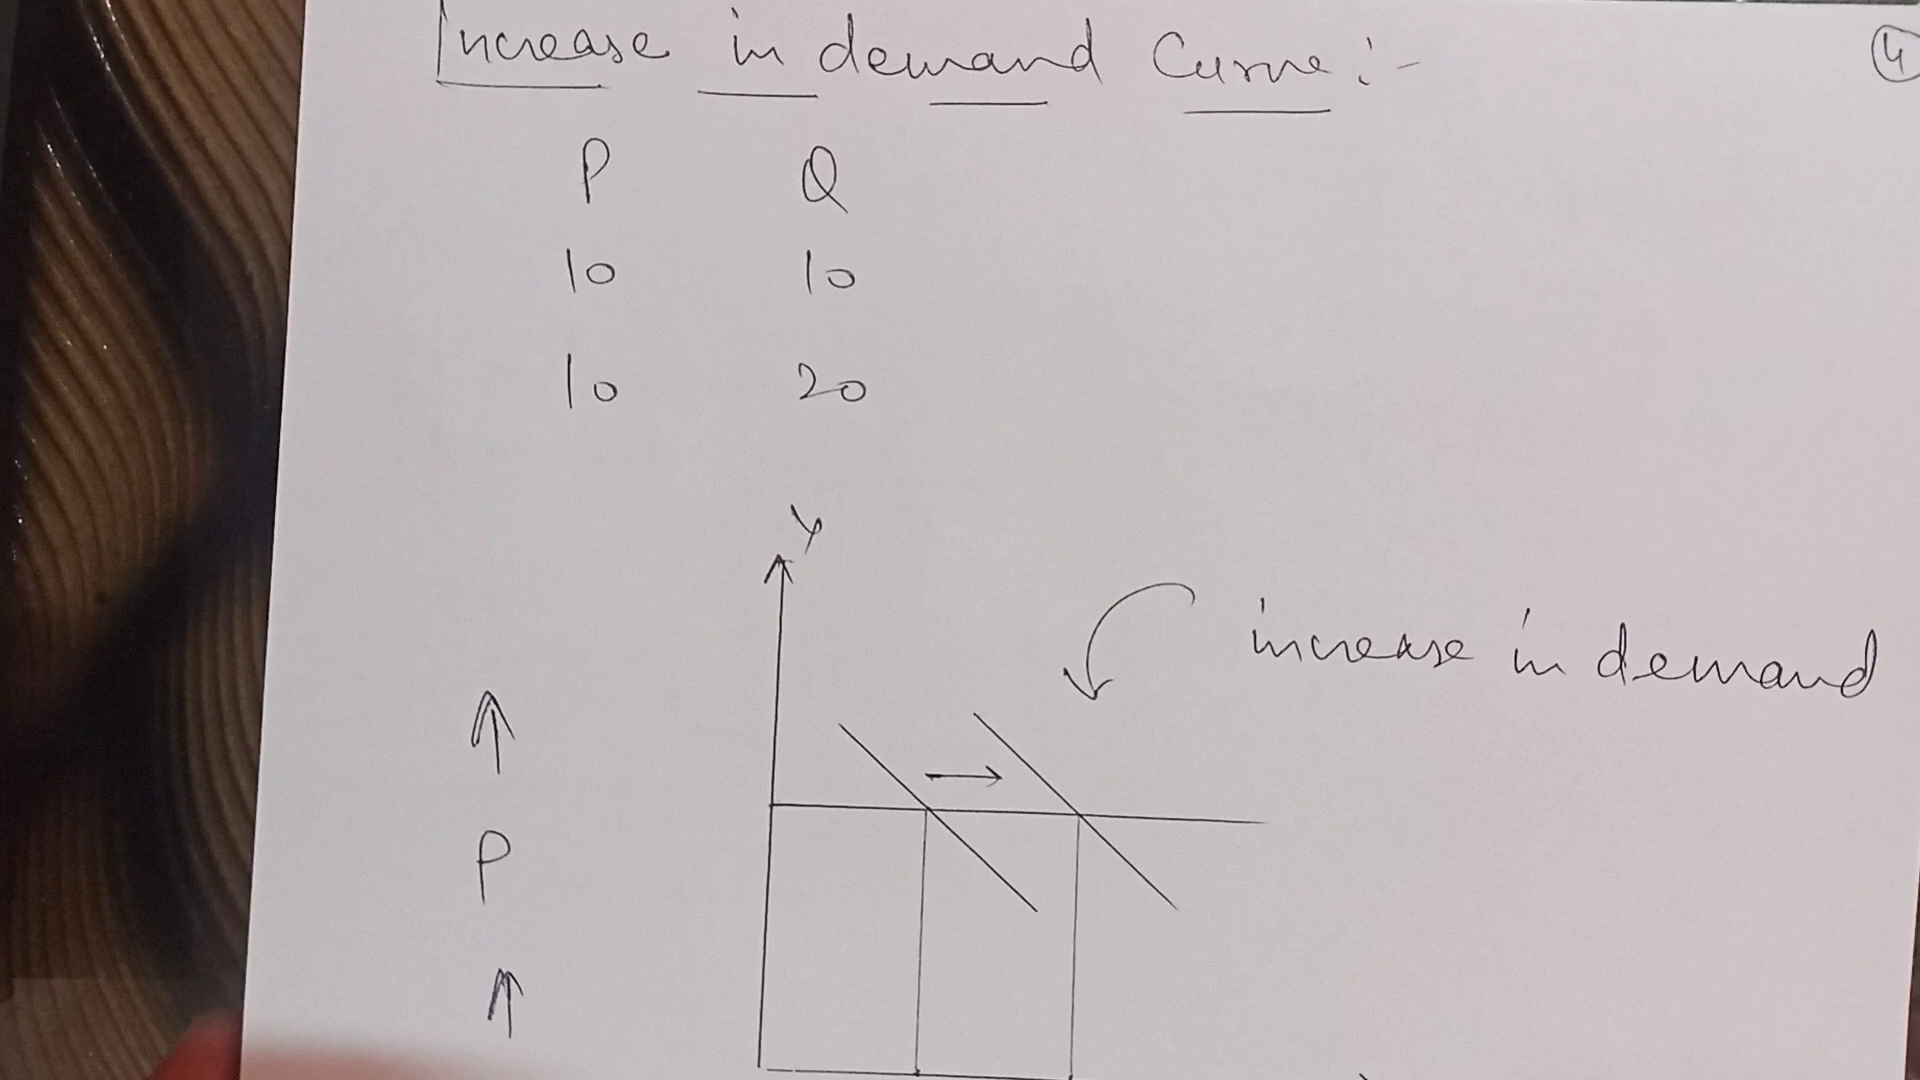 Increase in demand Curve :-
4
P Q
10 10
10 20
Y
increase in demand
P